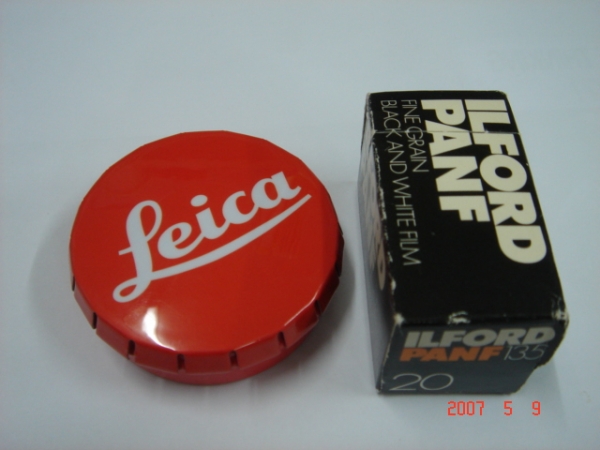 Leica
ILFORD
PANF
FINE GRAIN
BLACK AND WHITE FILM
ILFORD
PANF 135
20
2007 5 9